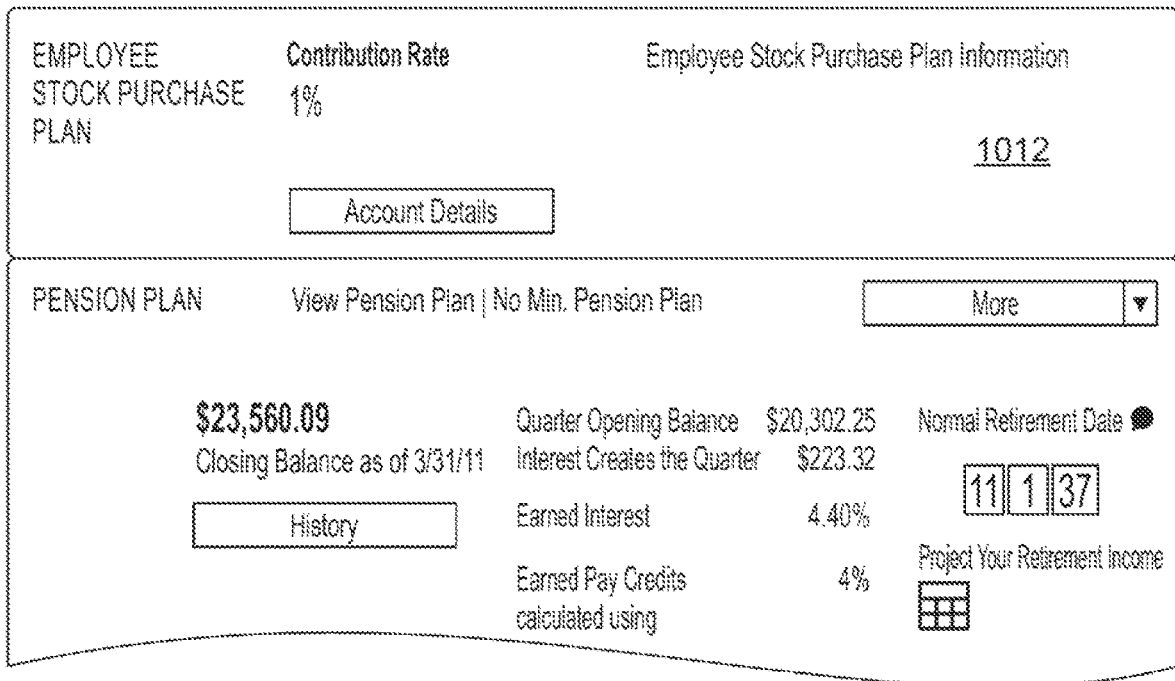 EMPLOYEE
STOCK PURCHASE
PLAN
Contribution Rate
1%
Account Details
Employee Stock Purchase Plan Information
1012
PENSION PLAN
View Pension Plan | No Min. Pension Plan
More
$23,560.09
Closing Balance as of 3/31/11
History
Quarter Opening Balance $20,302.25
Interest Creates the Quarter $223.32
Earned Interest 4.40%
Earned Pay Credits 4%
calculated using
Normal Retirement Date
11 1 37
Project Your Retirement Income